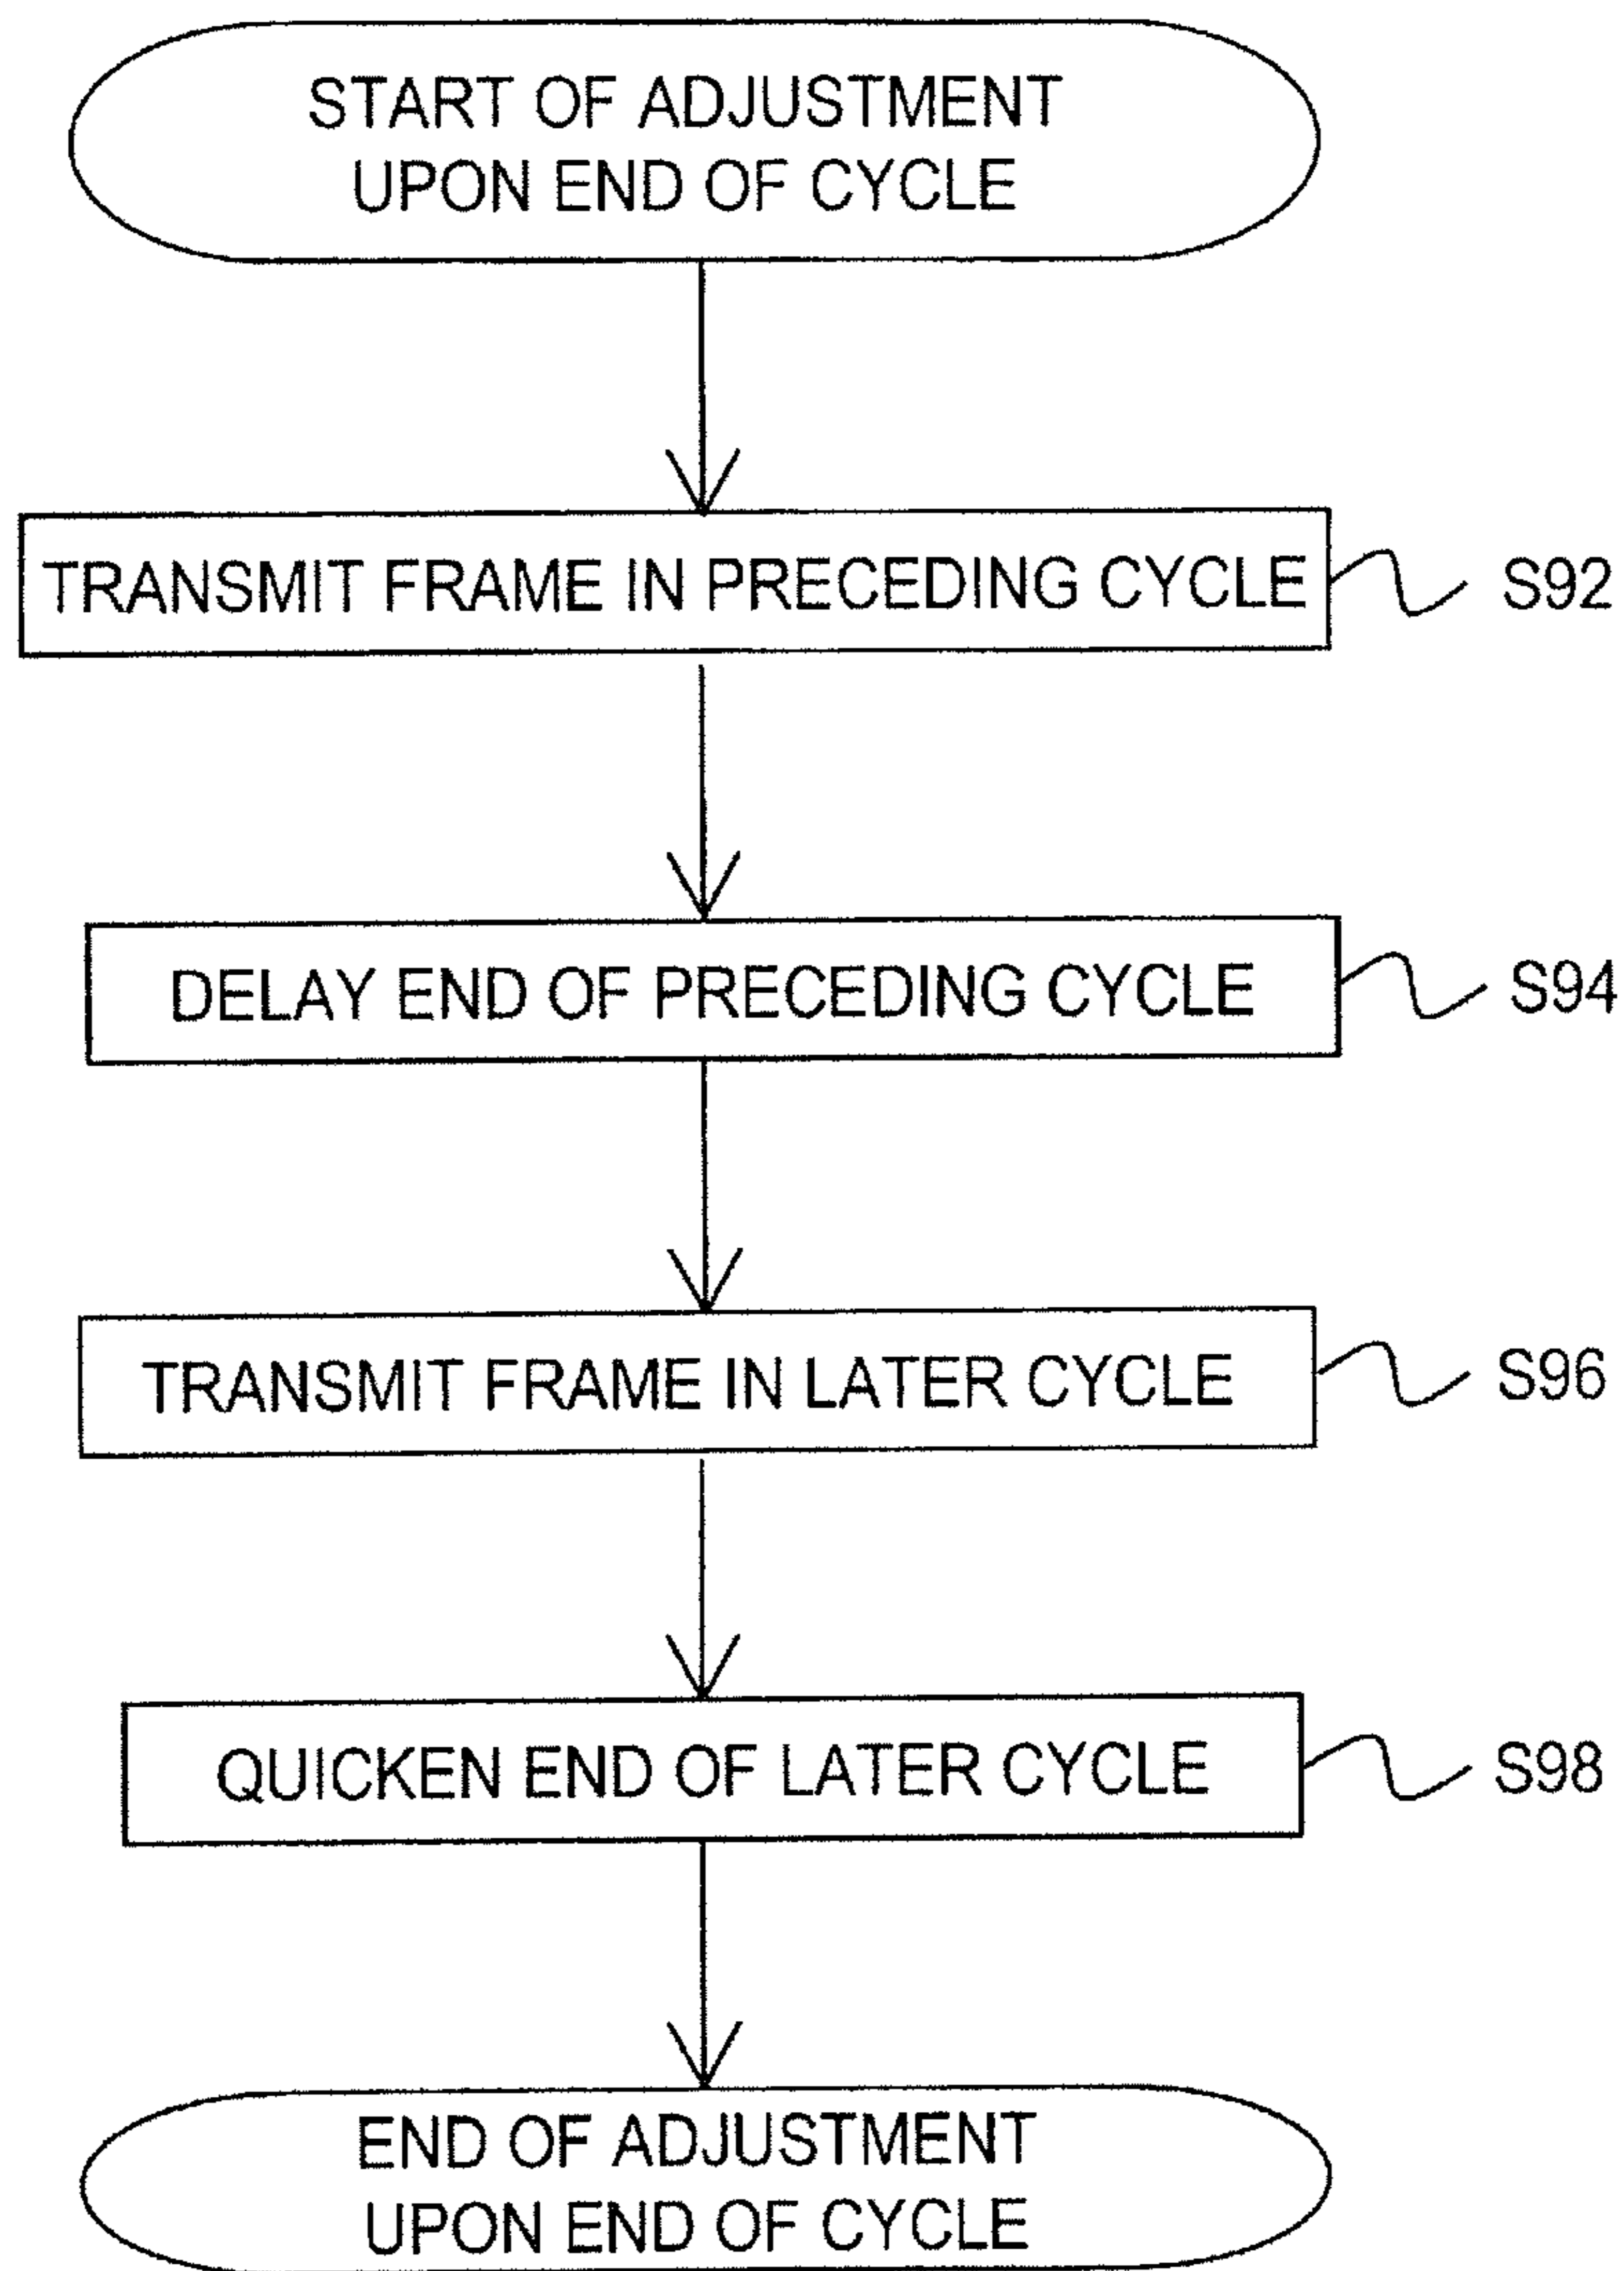 START OF ADJUSTMENT
UPON END OF CYCLE
TRANSMIT FRAME IN PRECEDING CYCLE
S92
DELAY END OF PRECEDING CYCLE
S94
TRANSMIT FRAME IN LATER CYCLE
S96
QUICKEN END OF LATER CYCLE
S98
END OF ADJUSTMENT
UPON END OF CYCLE